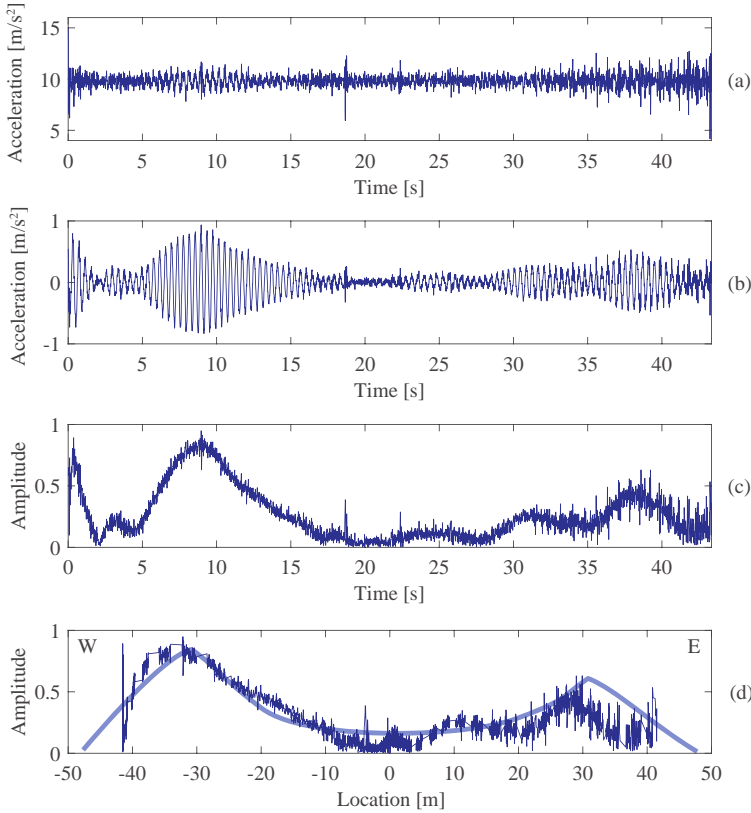 15
10
5
Acceleration [m/s²]
0 5 10 15 20 25 30 35 40
Time [s]
(a)
1
0
-1
Acceleration [m/s²]
0 5 10 15 20 25 30 35 40
Time [s]
(b)
1
0.5
0
Amplitude
0 5 10 15 20 25 30 35 40
Time [s]
(c)
1
0.5
0
Amplitude
W E
-50 -40 -30 -20 -10 0 10 20 30 40 50
Location [m]
(d)